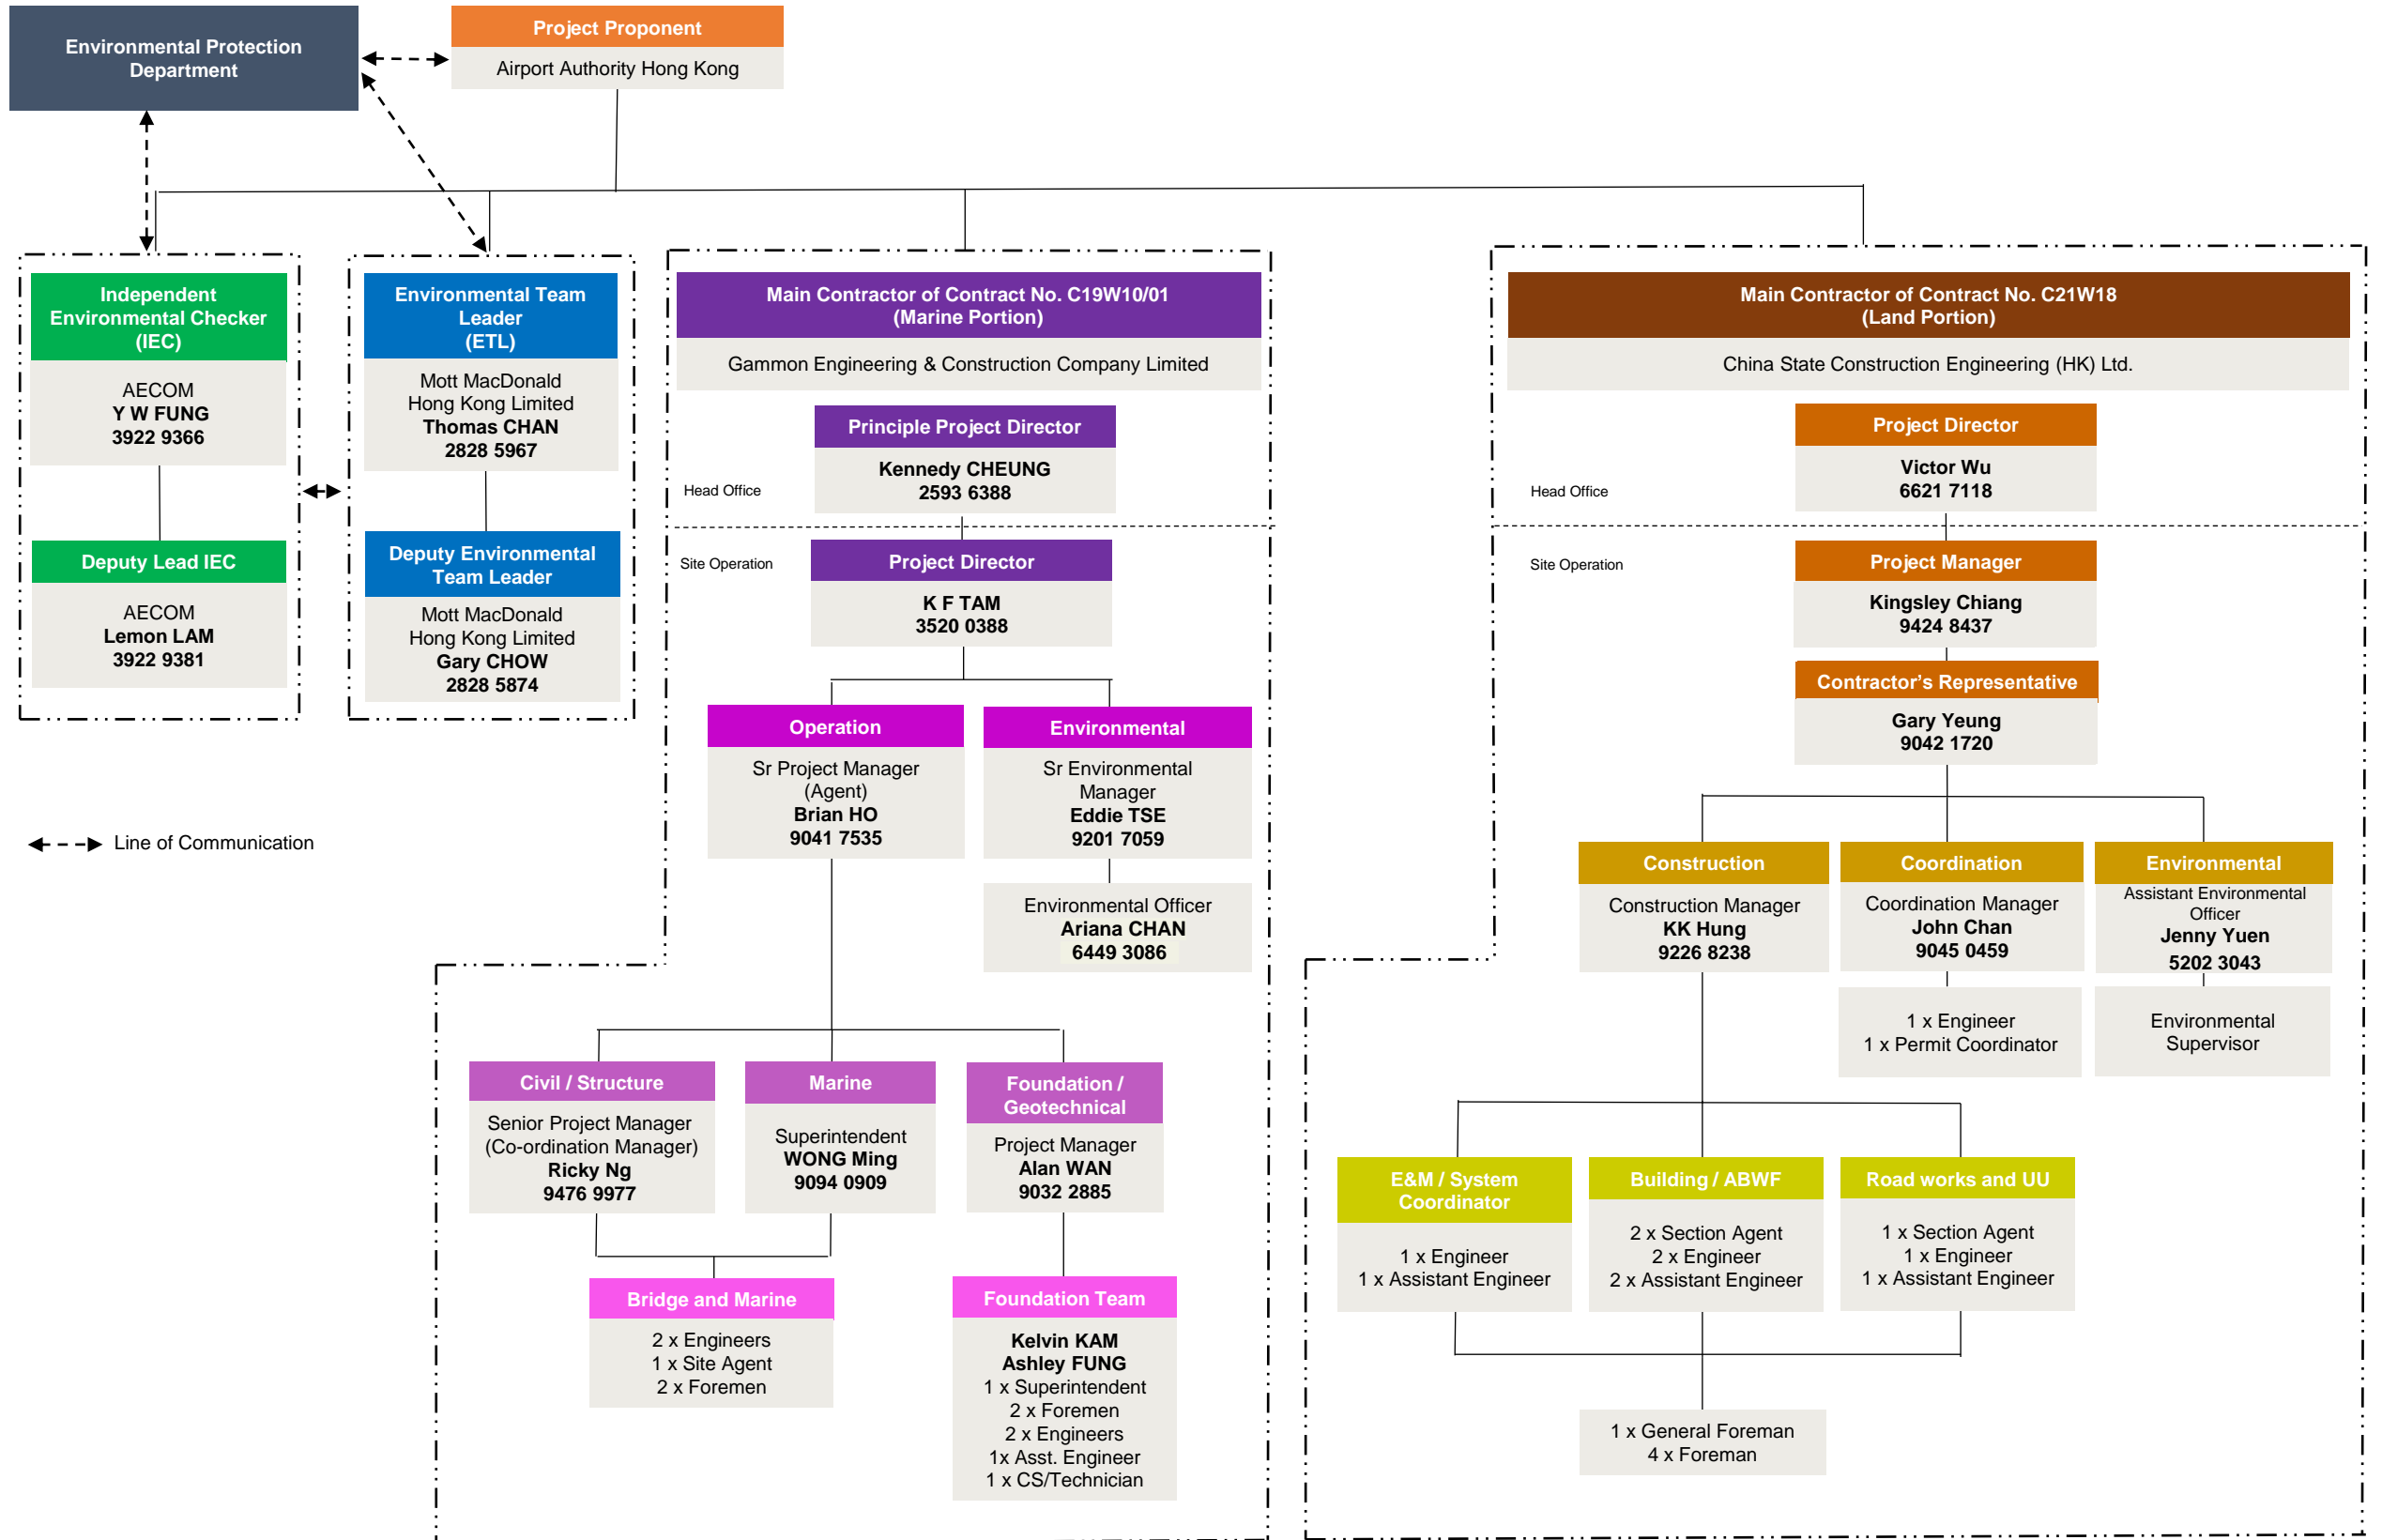 Environmental Protection
Department
Project Proponent
Airport Authority Hong Kong
Independent
Environmental Checker
(IEC)
AECOM
Y W FUNG
3922 9366
Deputy Lead IEC
AECOM
Lemon LAM
3922 9381
Environmental Team
Leader
(ETL)
Mott MacDonald
Hong Kong Limited
Thomas CHAN
2828 5967
Deputy Environmental
Team Leader
Mott MacDonald
Hong Kong Limited
Gary CHOW
2828 5874
Line of Communication
Main Contractor of Contract No. C19W10/01
(Marine Portion)
Gammon Engineering & Construction Company Limited
Principle Project Director
Kennedy CHEUNG
2593 6388
Head Office
Site Operation
Project Director
K F TAM
3520 0388
Operation
Sr Project Manager
(Agent)
Brian HO
9041 7535
Environmental
Sr Environmental
Manager
Eddie TSE
9201 7059
Environmental Officer
Ariana CHAN
6449 3086
Civil / Structure
Senior Project Manager
(Co-ordination Manager)
Ricky Ng
9476 9977
Marine
Superintendent
WONG Ming
9094 0909
Foundation /
Geotechnical
Project Manager
Alan WAN
9032 2885
Bridge and Marine
2 x Engineers
1 x Site Agent
2 x Foremen
Foundation Team
Kelvin KAM
Ashley FUNG
1 x Superintendent
2 x Foremen
2 x Engineers
1x Asst. Engineer
1 x CS/Technician
Main Contractor of Contract No. C21W18
(Land Portion)
China State Construction Engineering (HK) Ltd.
Project Director
Victor Wu
6621 7118
Head Office
Site Operation
Project Manager
Kingsley Chiang
9424 8437
Contractor’s Representative
Gary Yeung
9042 1720
Construction
Construction Manager
KK Hung
9226 8238
Coordination
Coordination Manager
John Chan
9045 0459
1 x Engineer
1 x Permit Coordinator
Environmental
Assistant Environmental
Officer
Jenny Yuen
5202 3043
Environmental
Supervisor
E&M / System
Coordinator
1 x Engineer
1 x Assistant Engineer
Building / ABWF
2 x Section Agent
2 x Engineer
2 x Assistant Engineer
Road works and UU
1 x Section Agent
1 x Engineer
1 x Assistant Engineer
1 x General Foreman
4 x Foreman